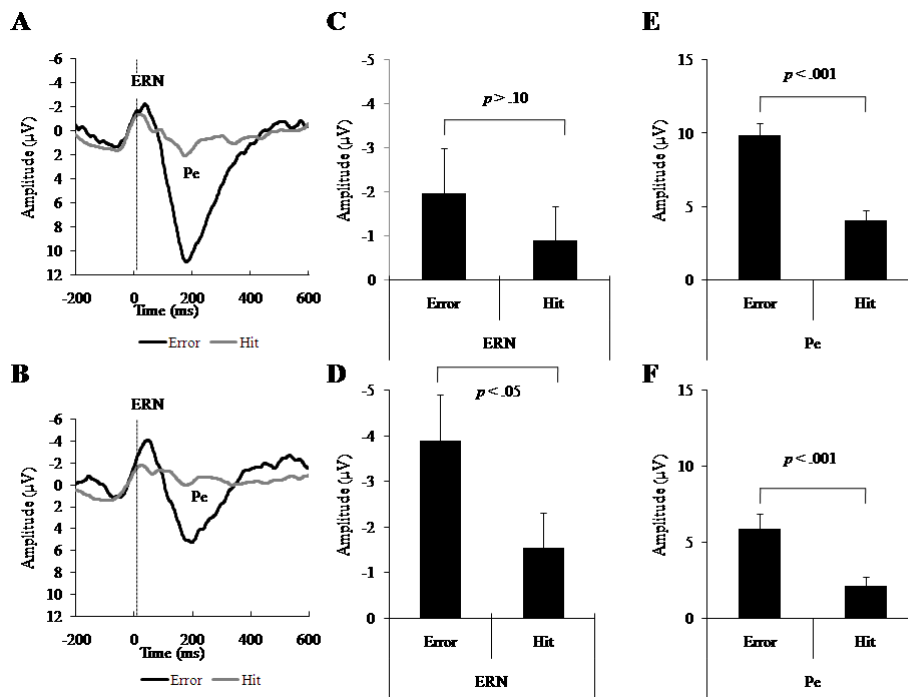 A
-6
-4
-2
0
2
4
6
8
10
12
Amplitude (µV)
ERN
Pe
-200 0 200 400 600
Time (ms)
Error Hit
C
-5
-4
-3
-2
-1
0
Amplitude (µV)
p > .10
Error Hit
ERN
E
15
10
5
0
Amplitude (µV)
p < .001
Error Hit
Pe
B
-6
-4
-2
0
2
4
6
8
10
12
Amplitude (µV)
ERN
Pe
-200 0 200 400 600
Time (ms)
Error Hit
D
-5
-4
-3
-2
-1
0
Amplitude (µV)
p < .05
Error Hit
ERN
F
15
10
5
0
Amplitude (µV)
p < .001
Error Hit
Pe